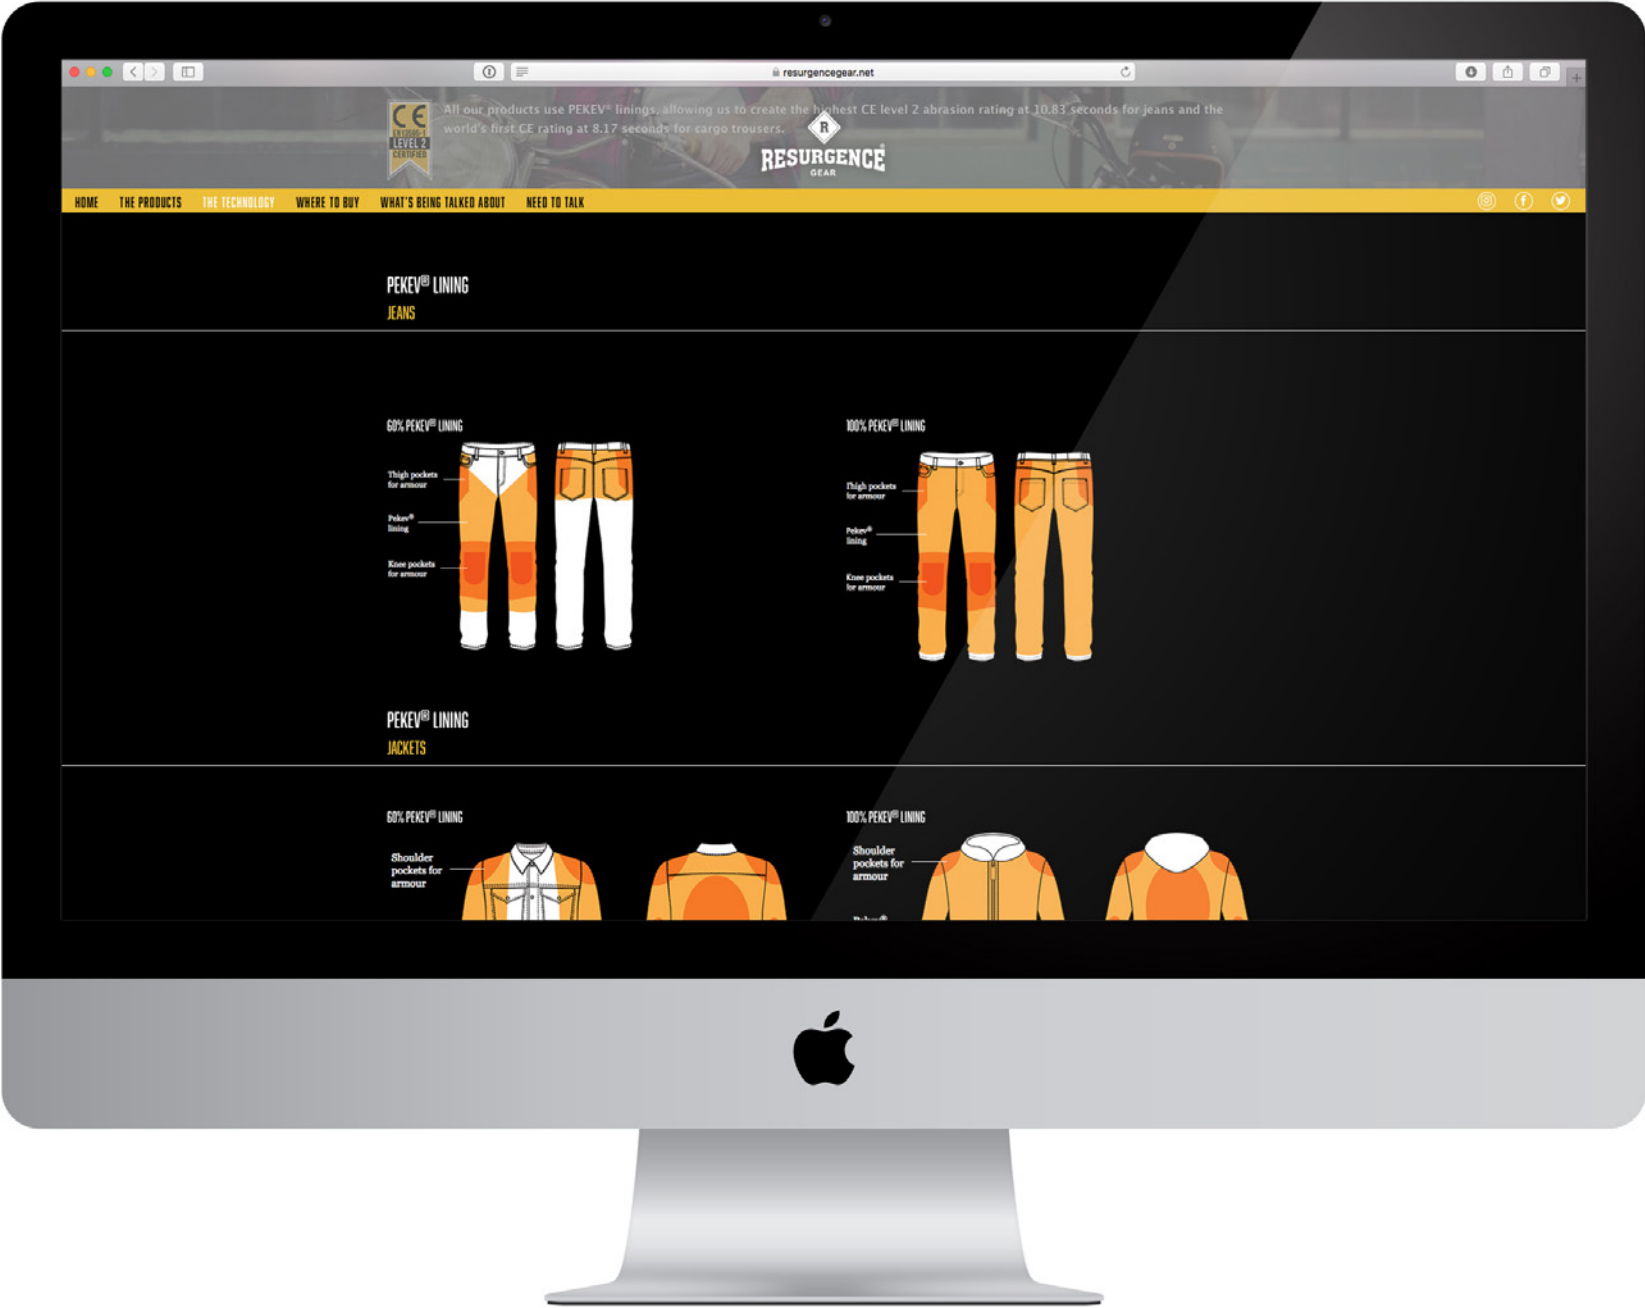 resurgencegear.net
CE
EN13595-1
LEVEL 2
CERTIFIED
All our products use PEKEV® linings, allowing us to create the highest CE level 2 abrasion rating at 10.83 seconds for jeans and the
world's first CE rating at 8.17 seconds for cargo trousers.
R
RESURGENCE®
GEAR
HOME THE PRODUCTS THE TECHNOLOGY WHERE TO BUY WHAT'S BEING TALKED ABOUT NEED TO TALK
PEKEV® LINING
JEANS
60% PEKEV® LINING
Thigh pockets
for armour
Pekev®
lining
Knee pockets
for armour
100% PEKEV® LINING
Thigh pockets
for armour
Pekev®
lining
Knee pockets
for armour
PEKEV® LINING
JACKETS
60% PEKEV® LINING
Shoulder
pockets for
armour
100% PEKEV® LINING
Shoulder
pockets for
armour
Pekev®